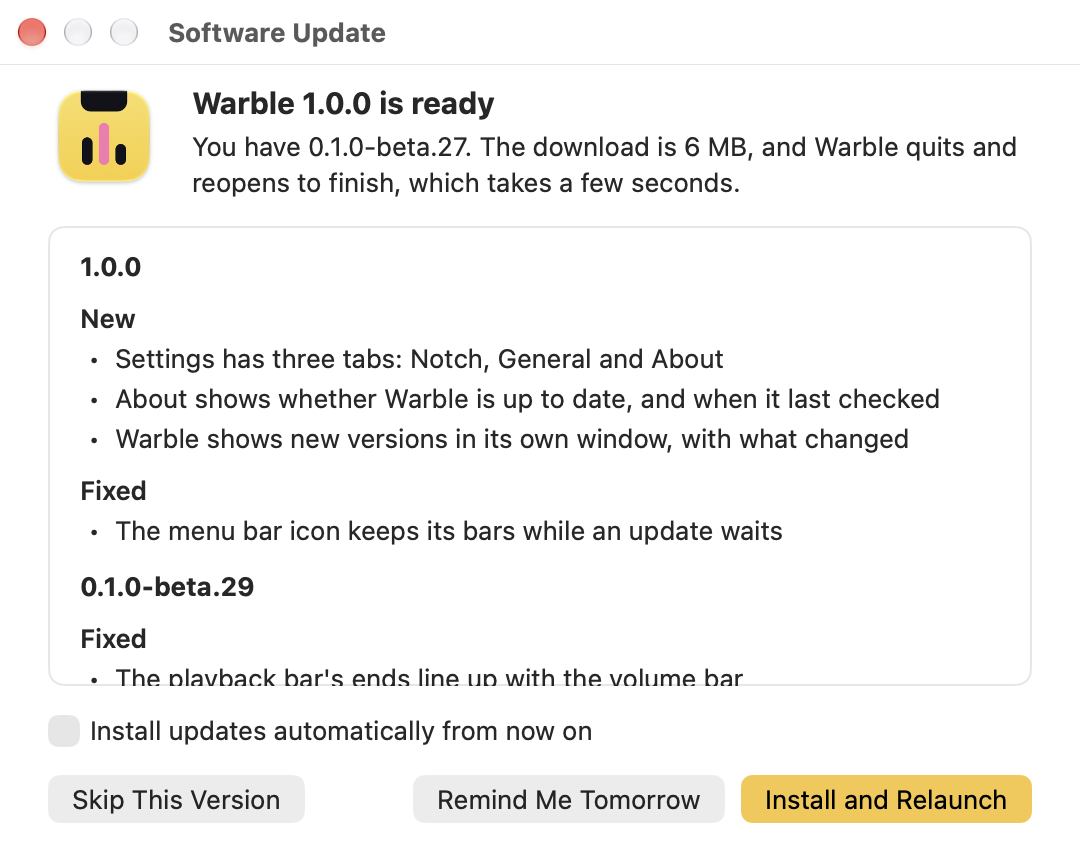 Software Update
Warble 1.0.0 is ready
You have 0.1.0-beta.27. The download is 6 MB, and Warble quits and
reopens to finish, which takes a few seconds.
1.0.0
New
• Settings has three tabs: Notch, General and About
• About shows whether Warble is up to date, and when it last checked
• Warble shows new versions in its own window, with what changed
Fixed
• The menu bar icon keeps its bars while an update waits
0.1.0-beta.29
Fixed
• The playback bar's ends line up with the volume bar
Install updates automatically from now on
Skip This Version
Remind Me Tomorrow
Install and Relaunch